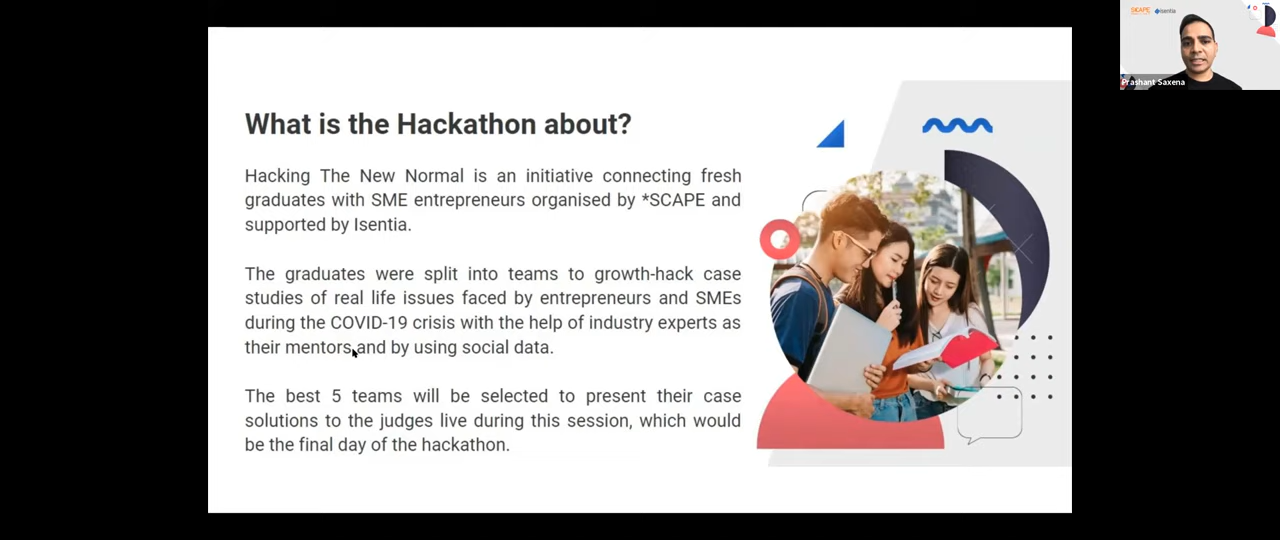 What is the Hackathon about?
Hacking The New Normal is an initiative connecting fresh
graduates with SME entrepreneurs organised by *SCAPE and
supported by Isentia.
The graduates were split into teams to growth-hack case
studies of real life issues faced by entrepreneurs and SMEs
during the COVID-19 crisis with the help of industry experts as
their mentors and by using social data.
The best 5 teams will be selected to present their case
solutions to the judges live during this session, which would
be the final day of the hackathon.
SCAPE isentia
Prashant Saxena